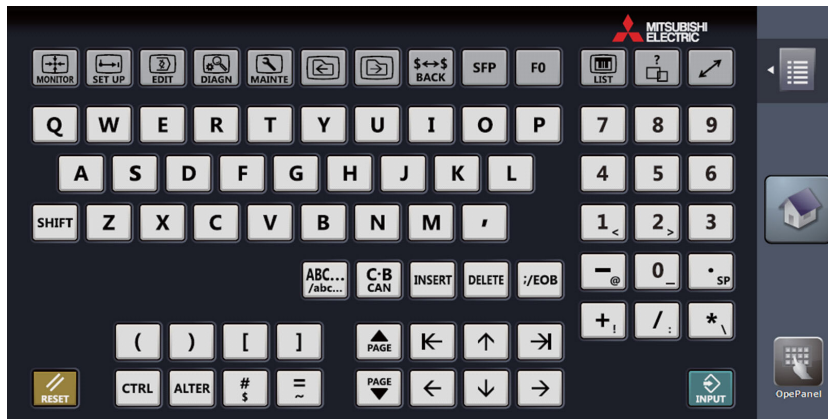 MITSUBISHI
ELECTRIC
MONITOR SET UP EDIT DIAGN MAINTE $↔$ BACK SFP F0 LIST ?
Q W E R T Y U I O P 7 8 9
A S D F G H J K L 4 5 6
SHIFT Z X C V B N M ′ 1 < 2 > 3
ABC... /abc... C·B CAN INSERT DELETE ;/EOB − @ 0 _ · SP
+ ! / : * \
( ) [ ] PAGE
RESET CTRL ALTER # $ = ~ PAGE INPUT
OpePanel